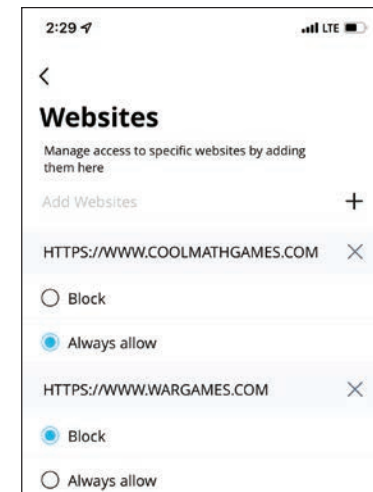 2:29
LTE
Websites
Manage access to specific websites by adding
them here
Add Websites
HTTPS://WWW.COOLMATHGAMES.COM
Block
Always allow
HTTPS://WWW.WARGAMES.COM
Block
Always allow